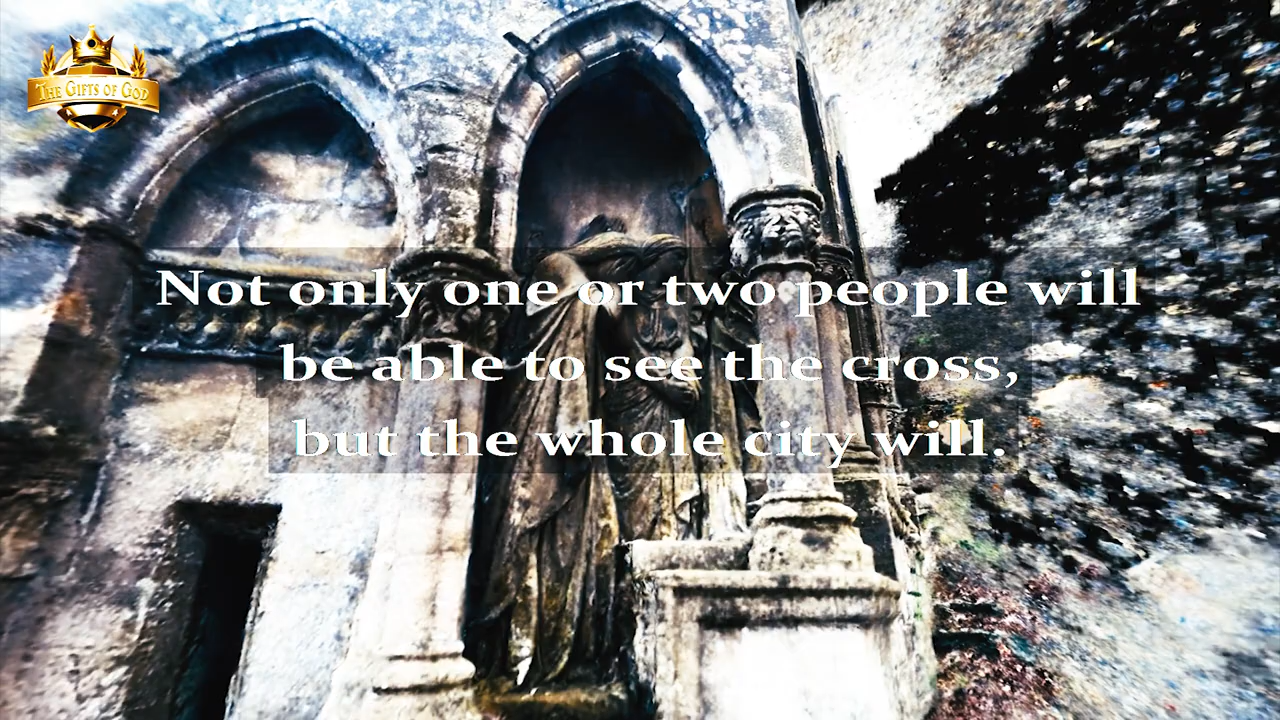 THE GIFTS OF GOD
Not only one or two people will
be able to see the cross,
but the whole city will.